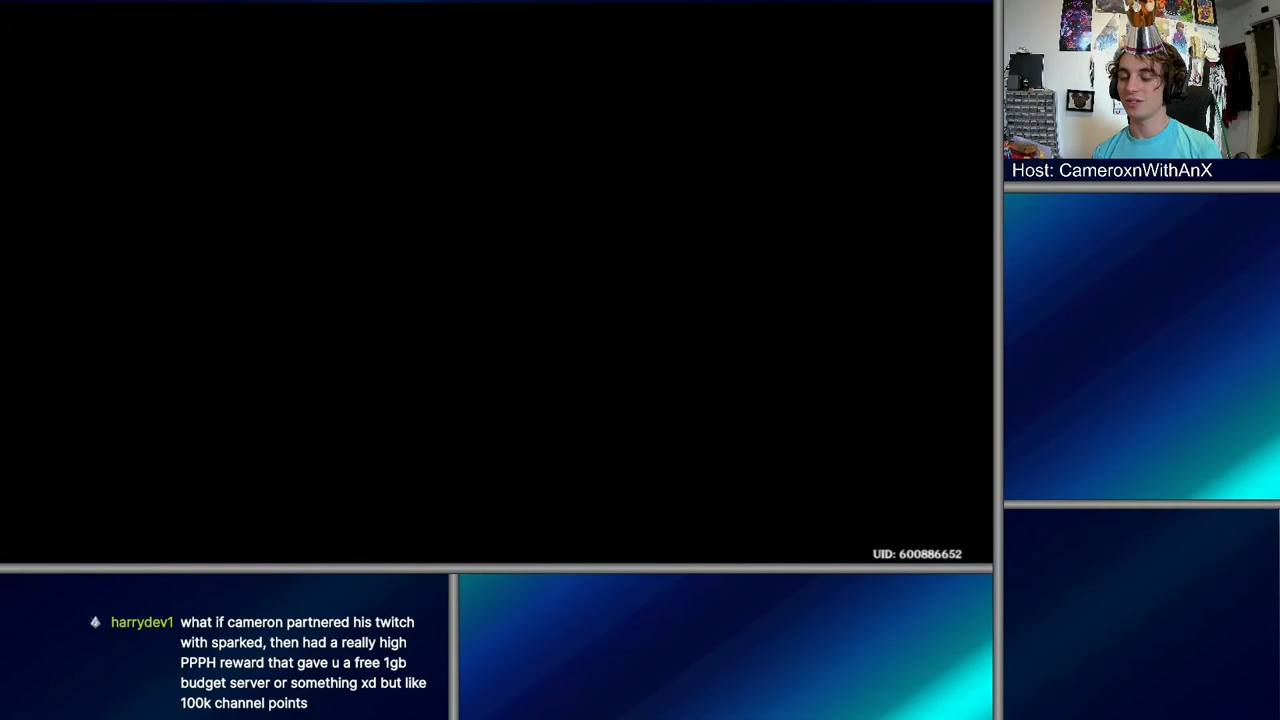 Host: CameroxnWithAnX
UID: 600886652
harrydev1 what if cameron partnered his twitch
with sparked, then had a really high
PPPH reward that gave u a free 1gb
budget server or something xd but like
100k channel points